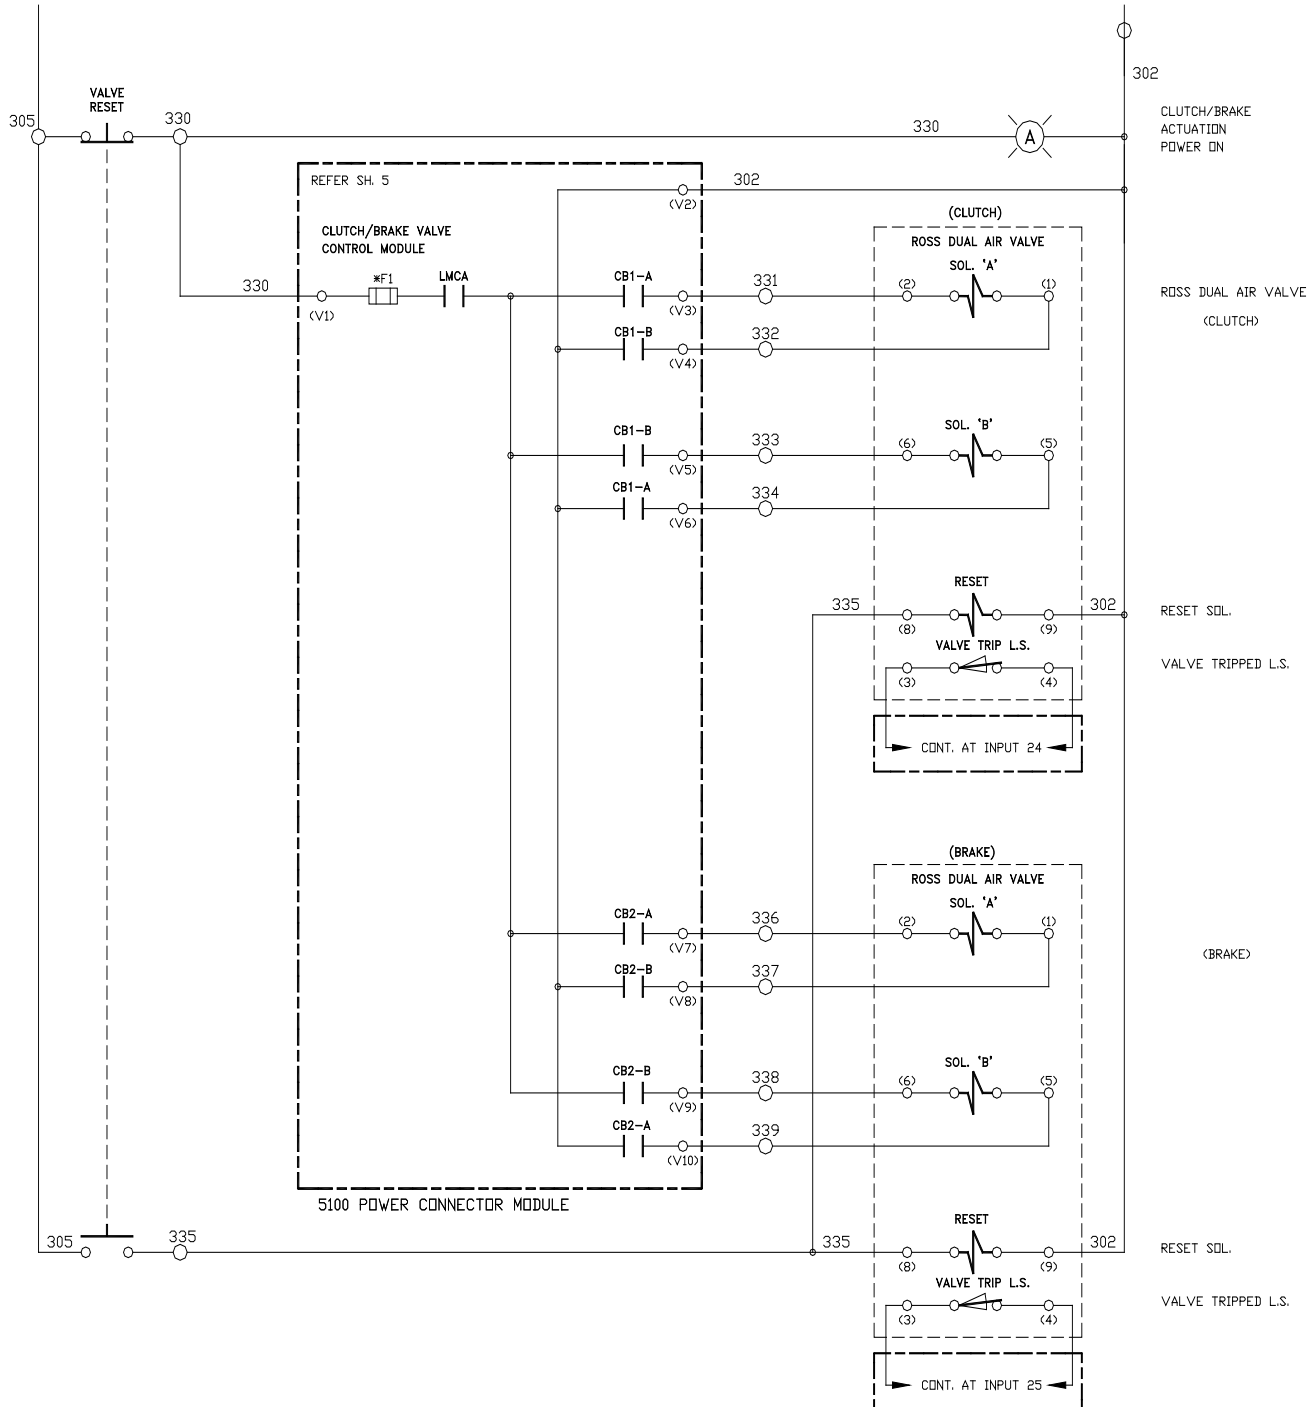 302
VALVE
RESET
305
330
330
A
CLUTCH/BRAKE
ACTUATION
POWER ON
REFER SH. 5
302
(V2)
CLUTCH/BRAKE VALVE
CONTROL MODULE
(CLUTCH)
ROSS DUAL AIR VALVE
SOL. 'A'
330
(V1)
*F1
LMCA
CB1-A
(V3)
331
(2)
(1)
ROSS DUAL AIR VALVE
(CLUTCH)
CB1-B
(V4)
332
SOL. 'B'
CB1-B
(V5)
333
(6)
(5)
CB1-A
(V6)
334
RESET
335
(8)
(9)
302
RESET SOL.
VALVE TRIP L.S.
(3)
(4)
VALVE TRIPPED L.S.
CONT. AT INPUT 24
(BRAKE)
ROSS DUAL AIR VALVE
SOL. 'A'
CB2-A
(V7)
336
(2)
(1)
(BRAKE)
CB2-B
(V8)
337
SOL. 'B'
CB2-B
(V9)
338
(6)
(5)
CB2-A
(V10)
339
5100 POWER CONNECTOR MODULE
RESET
305
335
335
(8)
(9)
302
RESET SOL.
VALVE TRIP L.S.
(3)
(4)
VALVE TRIPPED L.S.
CONT. AT INPUT 25